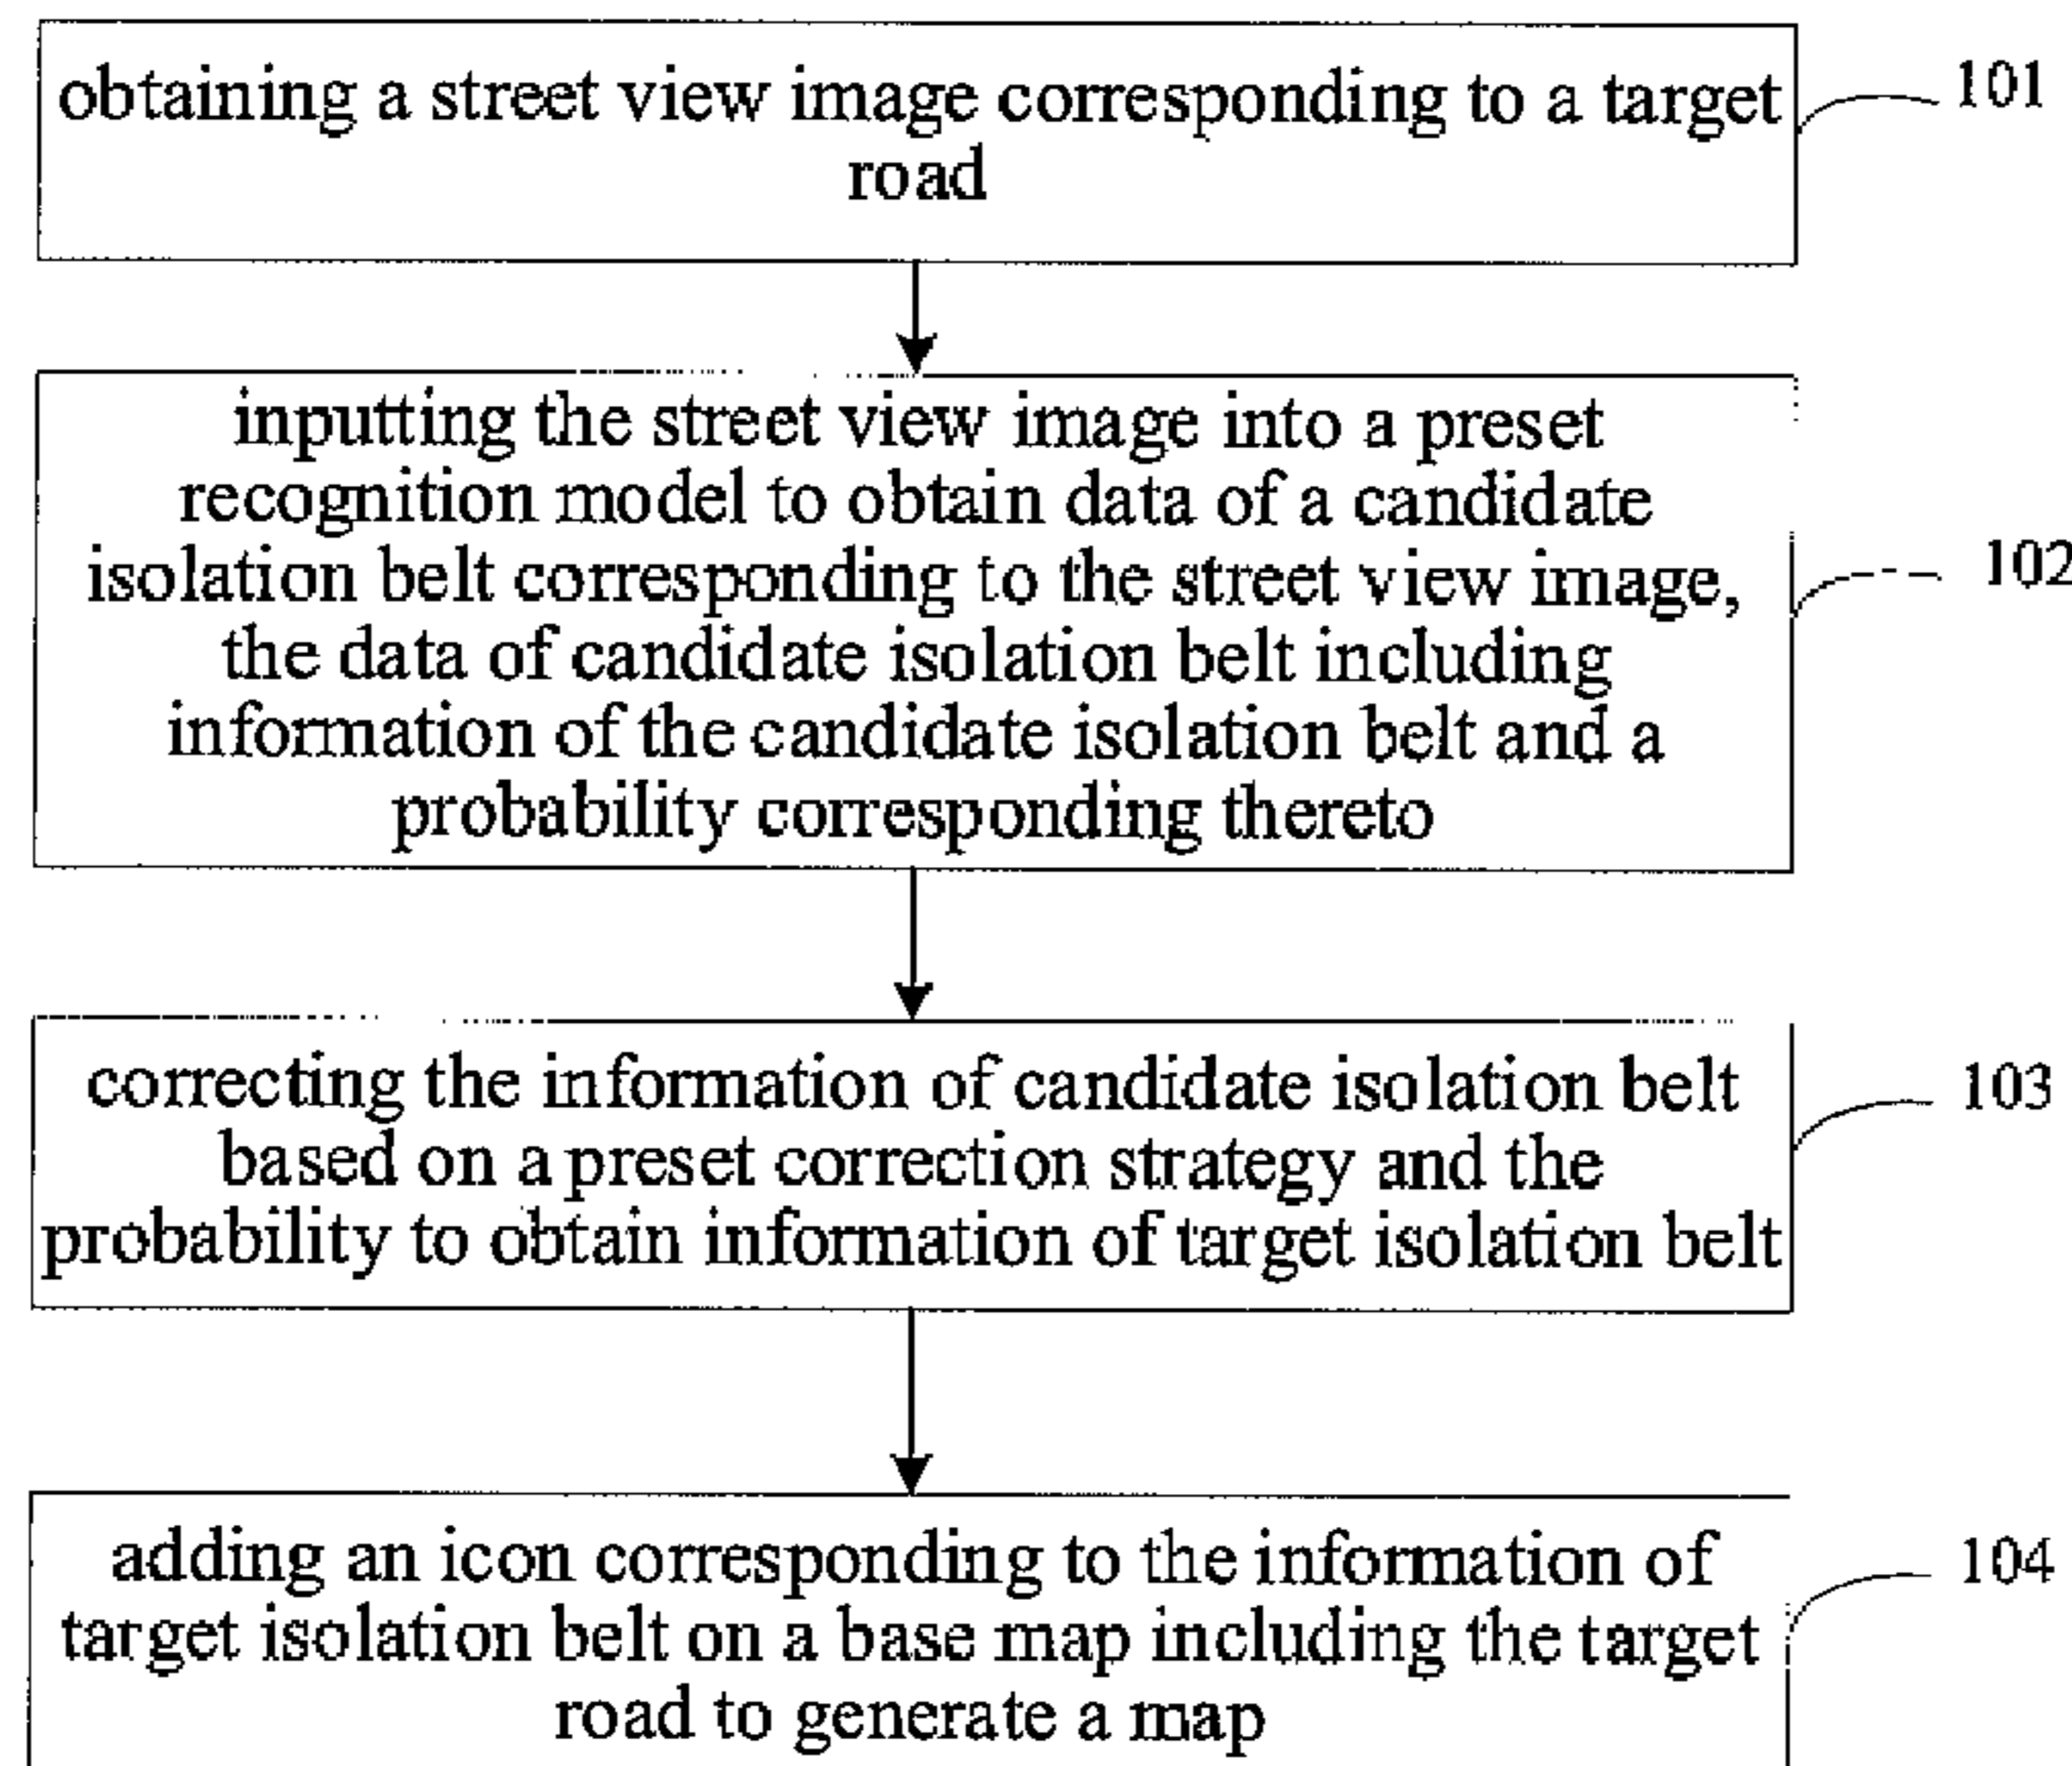 obtaining a street view image corresponding to a target
road
101
inputting the street view image into a preset
recognition model to obtain data of a candidate
isolation belt corresponding to the street view image,
the data of candidate isolation belt including
information of the candidate isolation belt and a
probability corresponding thereto
102
correcting the information of candidate isolation belt
based on a preset correction strategy and the
probability to obtain information of target isolation belt
103
adding an icon corresponding to the information of
target isolation belt on a base map including the target
road to generate a map
104